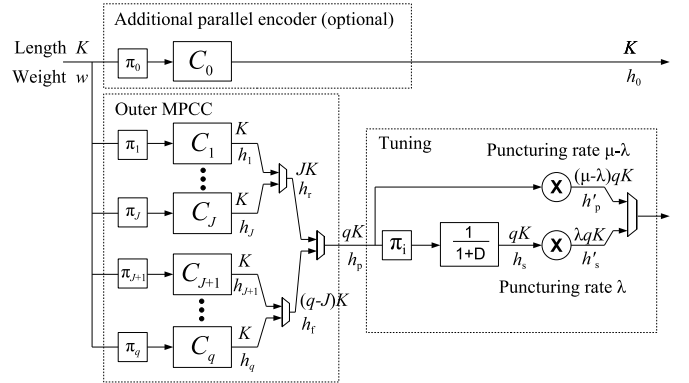 Additional parallel encoder (optional)
Length K
Weight w
π0
C0
K
h0
Outer MPCC
π1
C1
K
h1
πJ
CJ
K
hJ
JK
hr
πJ+1
CJ+1
K
hJ+1
πq
Cq
K
hq
(q-J)K
hf
qK
hp
Tuning
Puncturing rate μ-λ
X
(μ-λ)qK
h'p
πi
1
1+D
qK
hs
X
λqK
h's
Puncturing rate λ